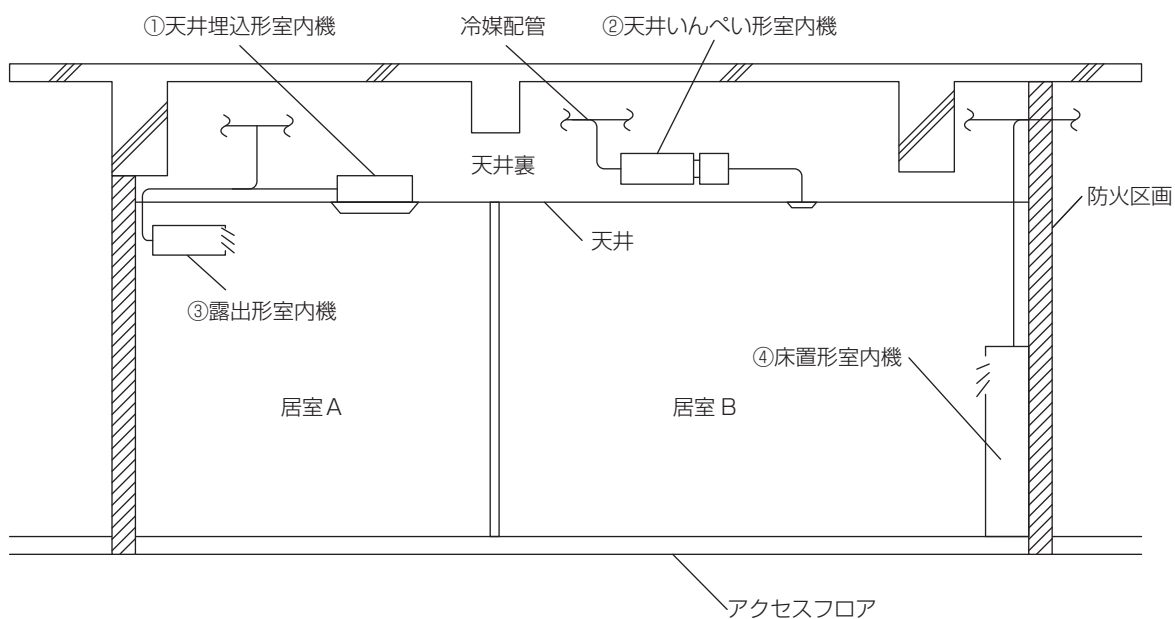 ①天井埋込形室内機
冷媒配管
②天井いんぺい形室内機
天井裏
防火区画
天井
③露出形室内機
④床置形室内機
居室A
居室B
アクセスフロア